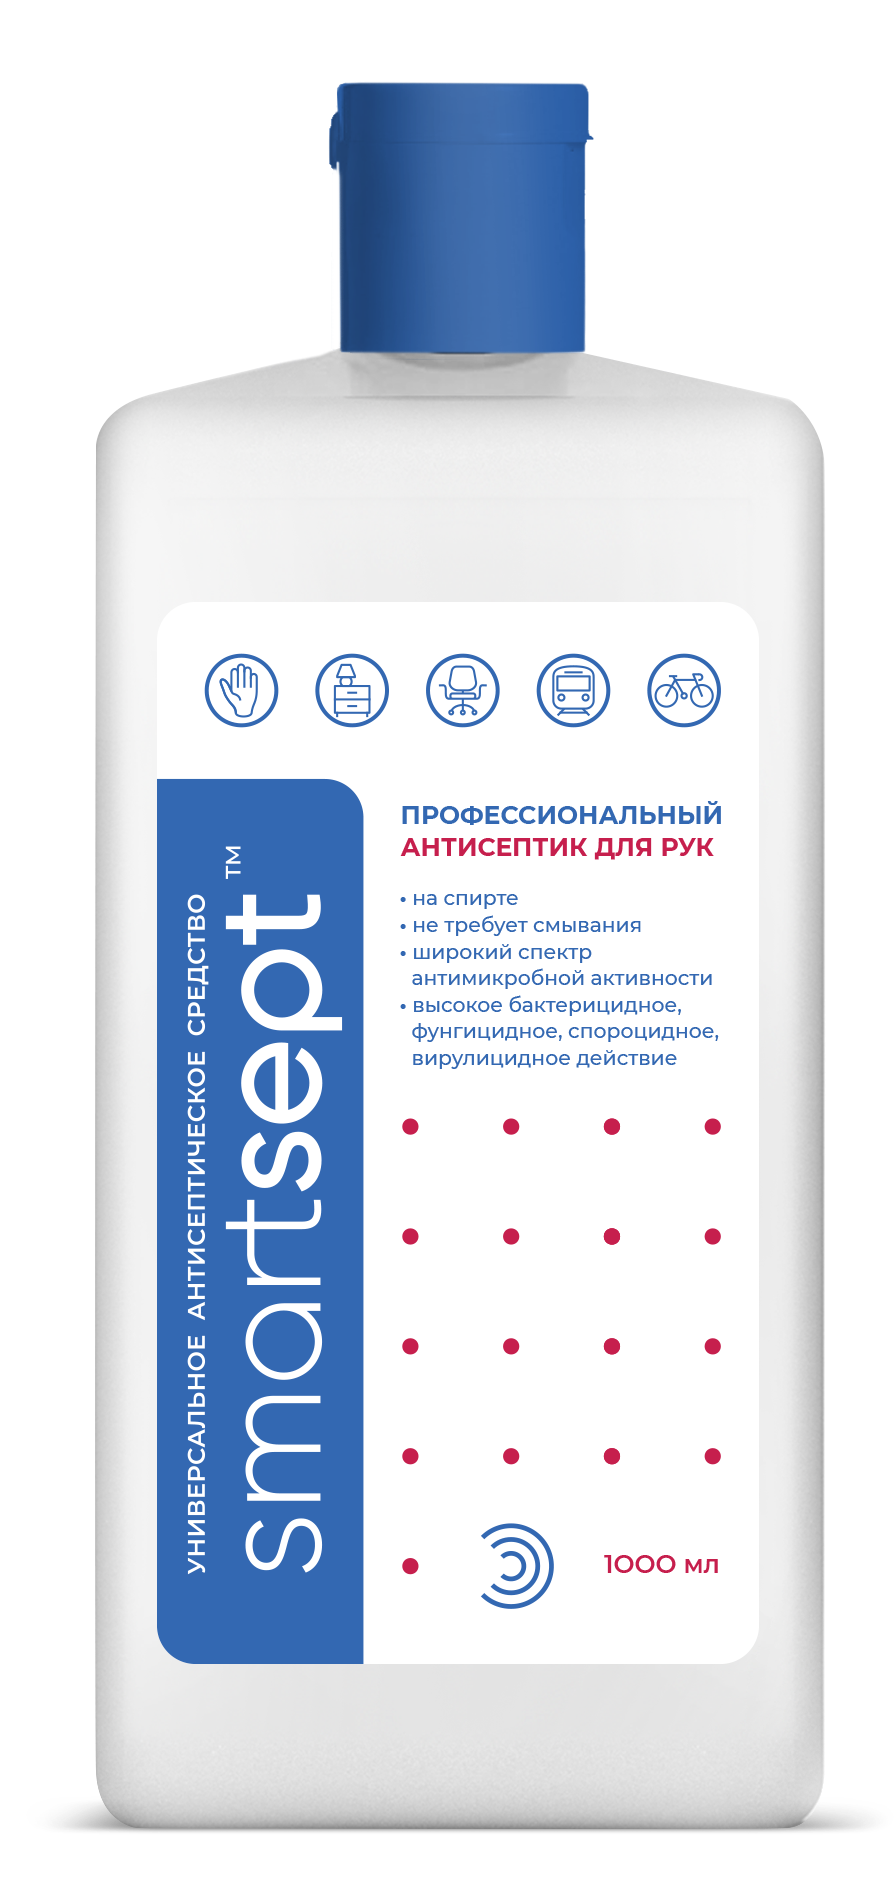 ПРОФЕССИОНАЛЬНЫЙ
АНТИСЕПТИК ДЛЯ РУК
• на спирте
• не требует смывания
• широкий спектр
антимикробной активности
• высокое бактерицидное,
фунгицидное, спороцидное,
вирулицидное действие
УНИВЕРСАЛЬНОЕ АНТИСЕПТИЧЕСКОЕ СРЕДСТВО
smartsept™
1000 мл